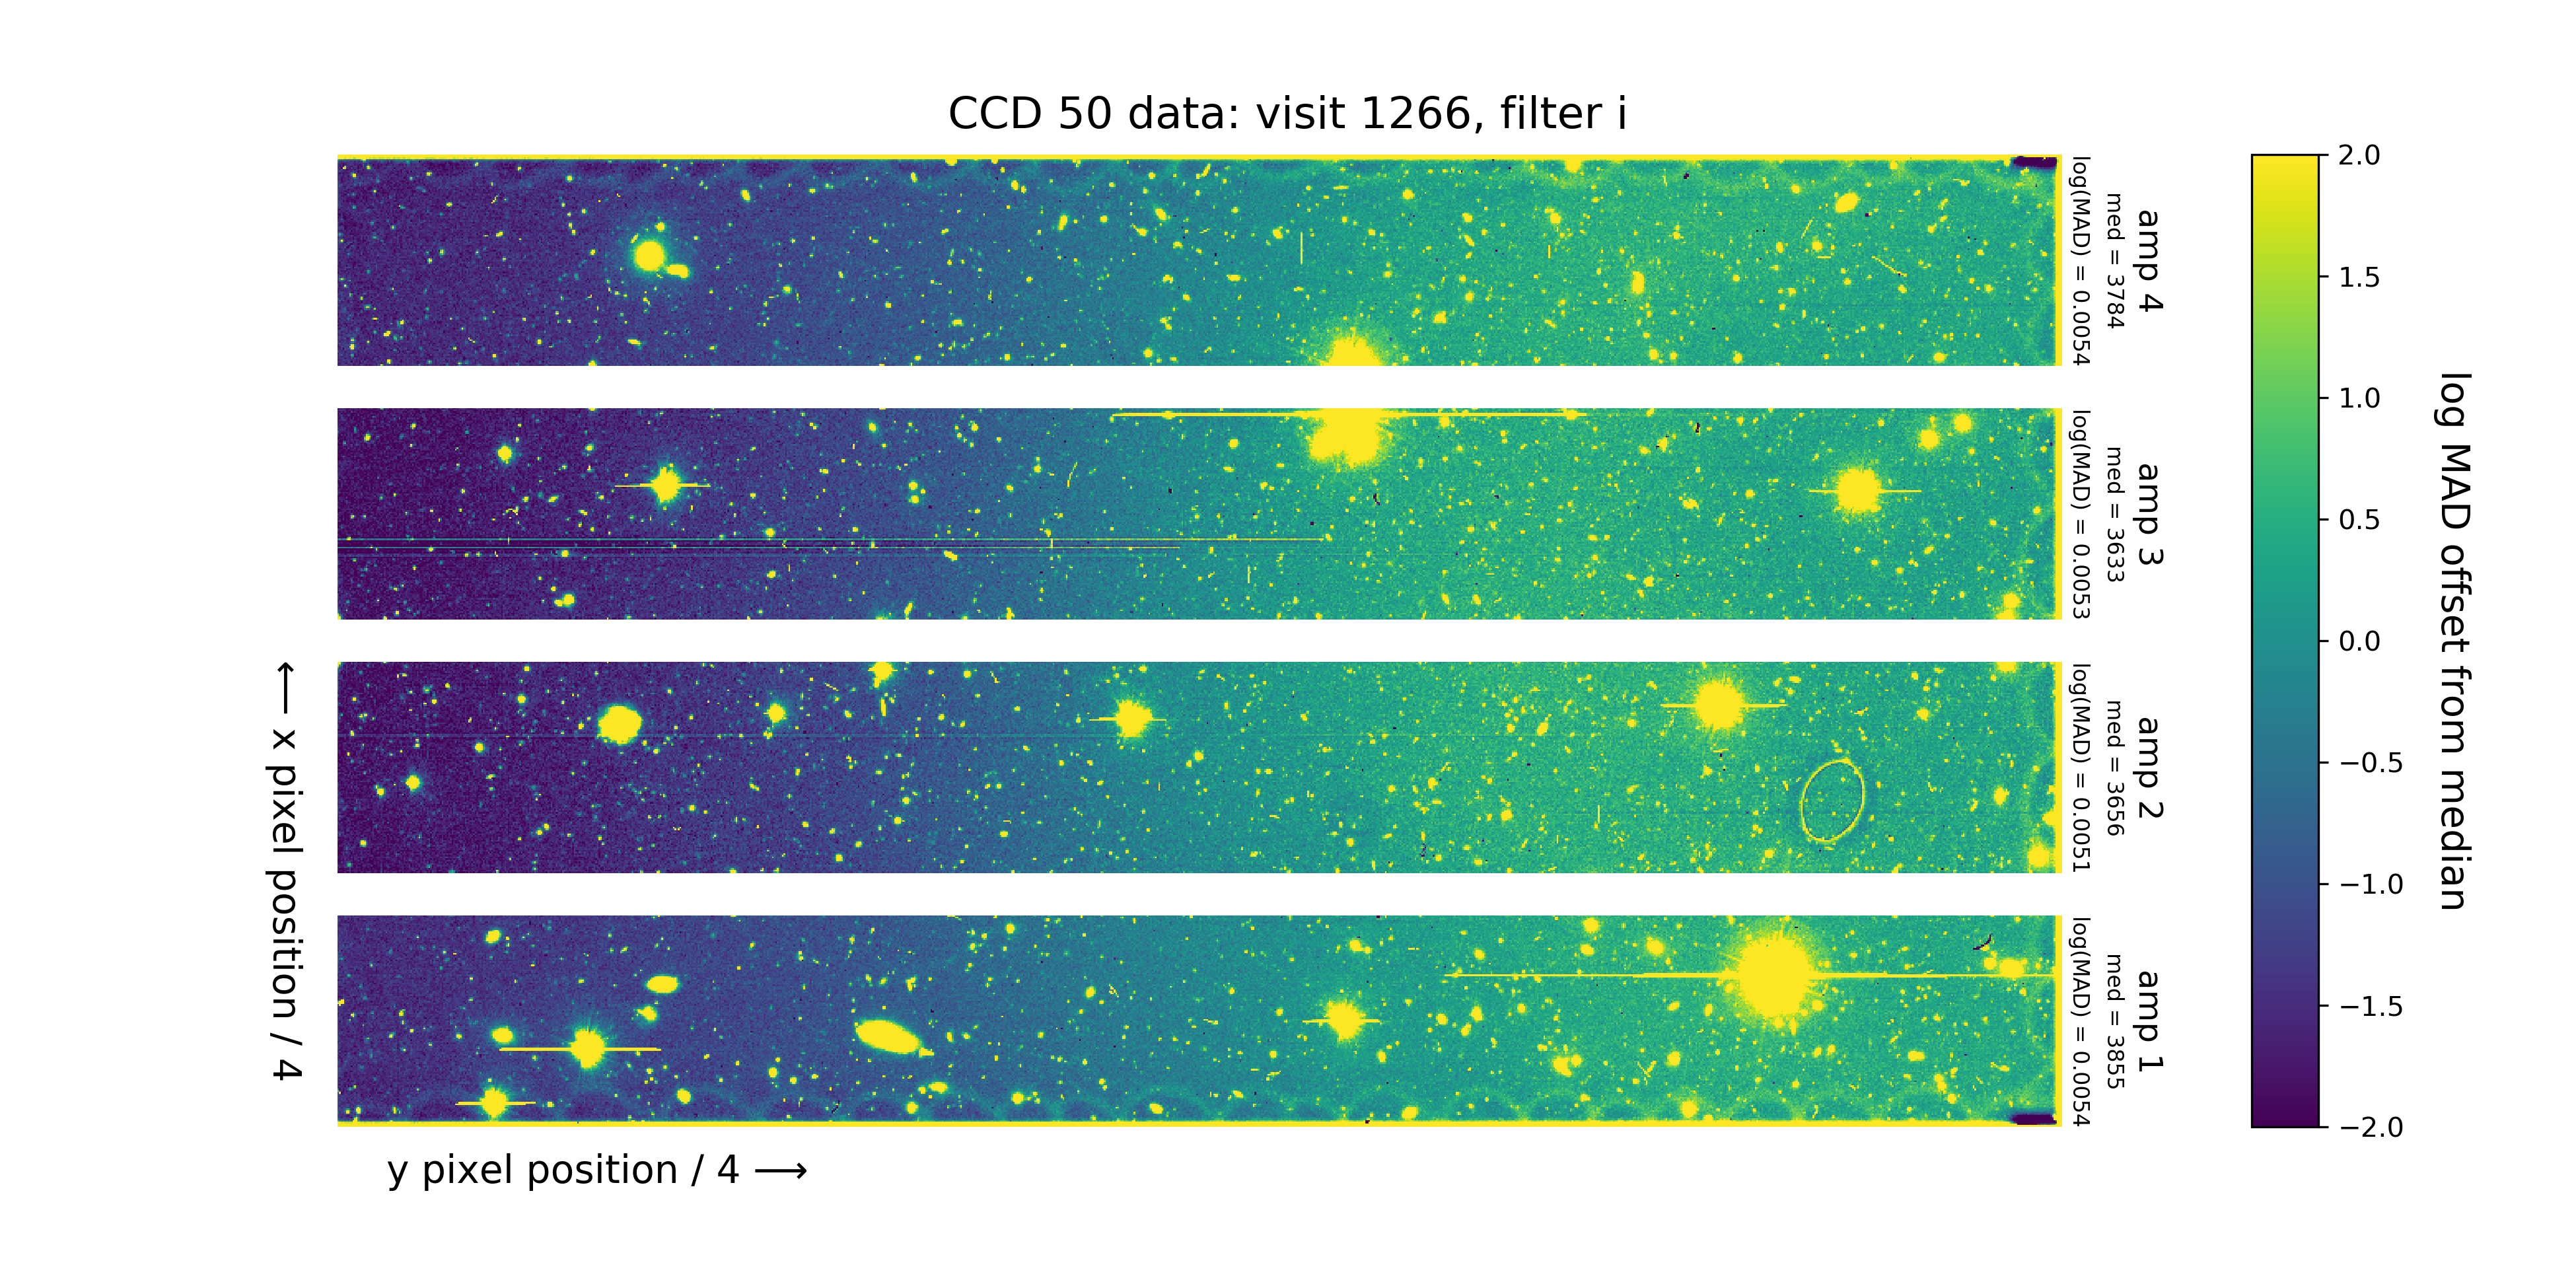 CCD 50 data: visit 1266, filter i
amp 4
med = 3784
log(MAD) = 0.0054
amp 3
med = 3633
log(MAD) = 0.0053
amp 2
med = 3656
log(MAD) = 0.0051
amp 1
med = 3855
log(MAD) = 0.0054
⟵ x pixel position / 4
y pixel position / 4 ⟶
2.0
1.5
1.0
0.5
0.0
−0.5
−1.0
−1.5
−2.0
log MAD offset from median